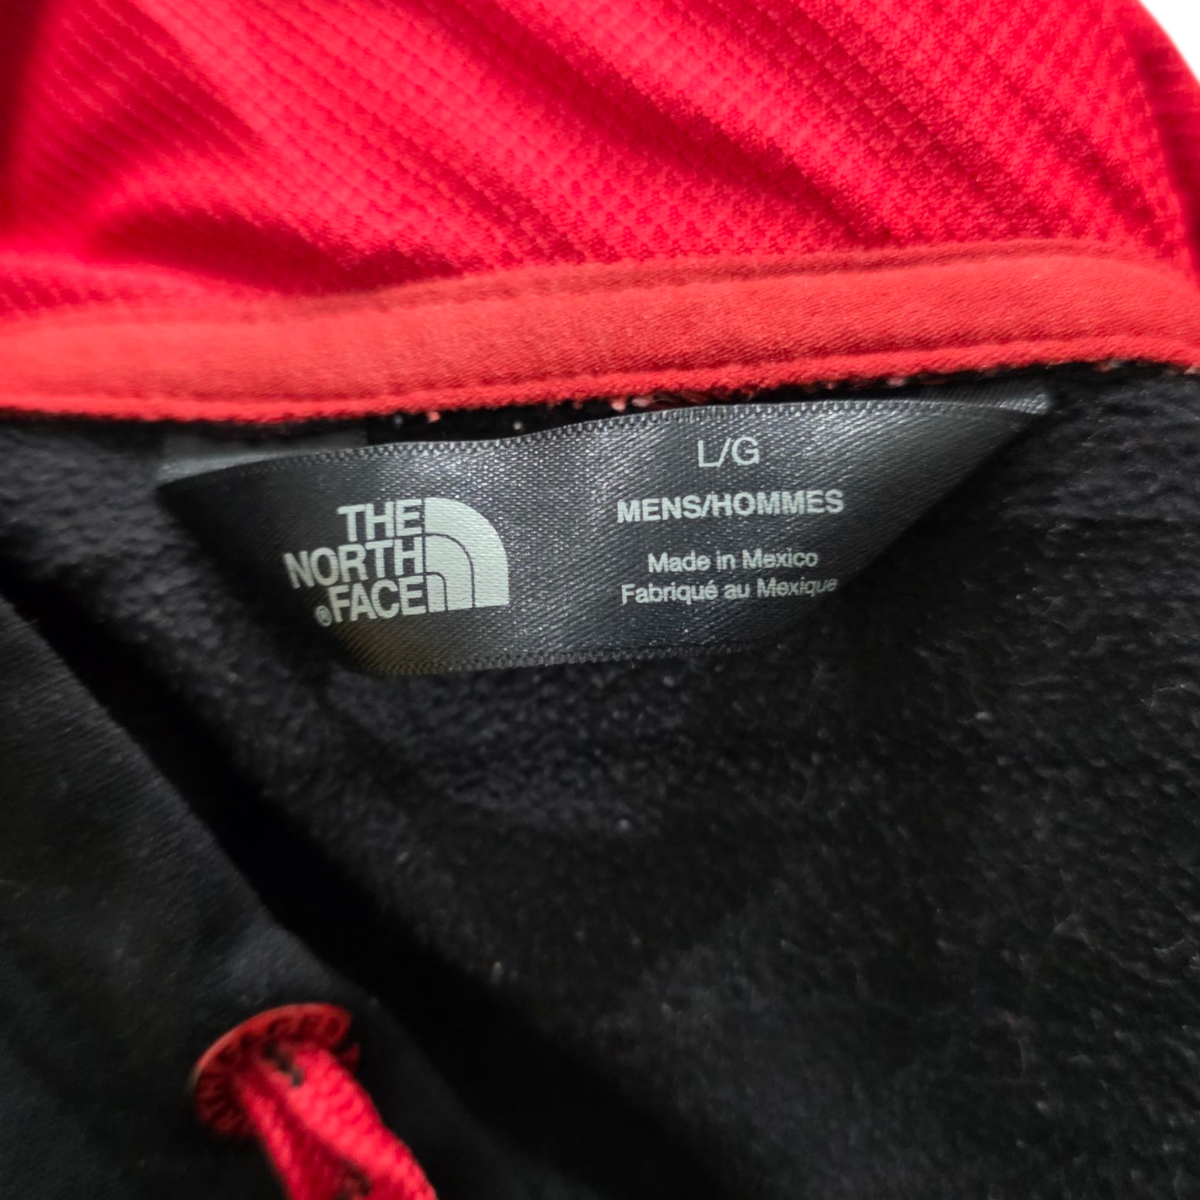 THE
NORTH
®FACE
L/G
MENS/HOMMES
Made in Mexico
Fabriqué au Mexique